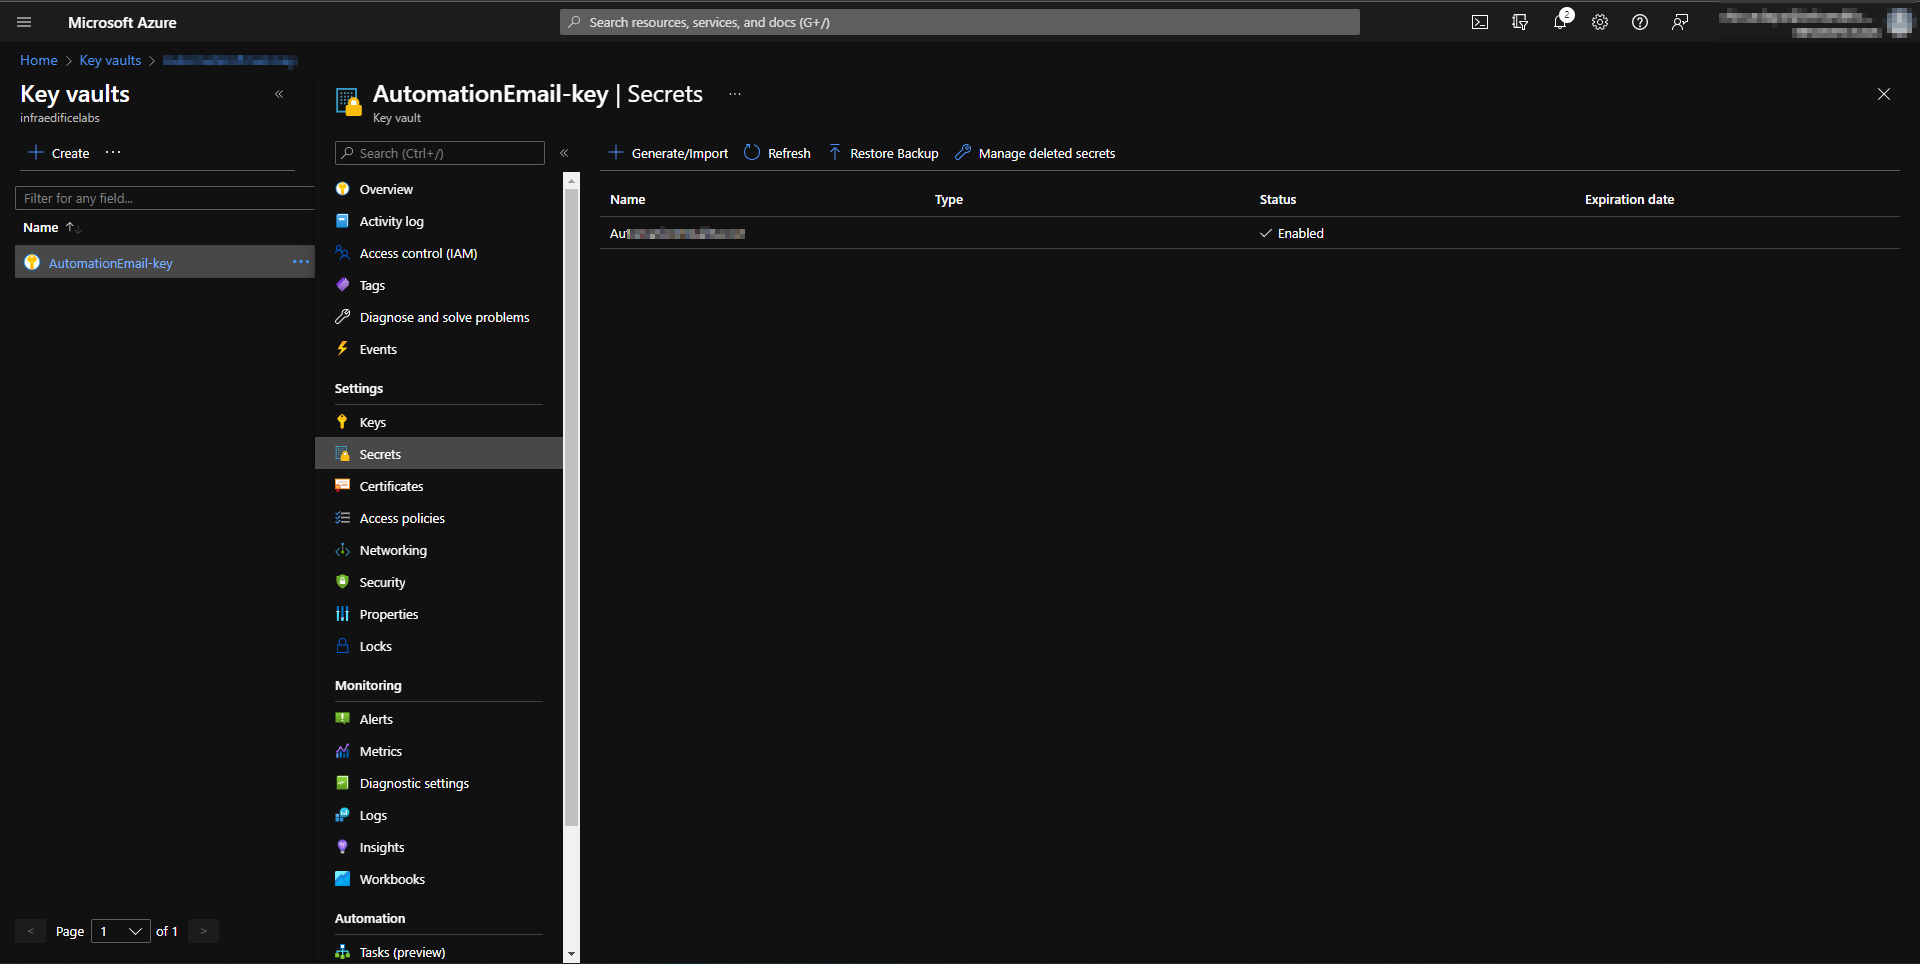 Microsoft Azure
Search resources, services, and docs (G+/)
2
Home > Key vaults >
Key vaults
infraedificelabs
Create
Filter for any field...
Name
AutomationEmail-key
< Page 1 of 1 >
AutomationEmail-key | Secrets
Key vault
Search (Ctrl+/)
Overview
Activity log
Access control (IAM)
Tags
Diagnose and solve problems
Events
Settings
Keys
Secrets
Certificates
Access policies
Networking
Security
Properties
Locks
Monitoring
Alerts
Metrics
Diagnostic settings
Logs
Insights
Workbooks
Automation
Tasks (preview)
Generate/Import Refresh Restore Backup Manage deleted secrets
Name Type Status Expiration date
Enabled